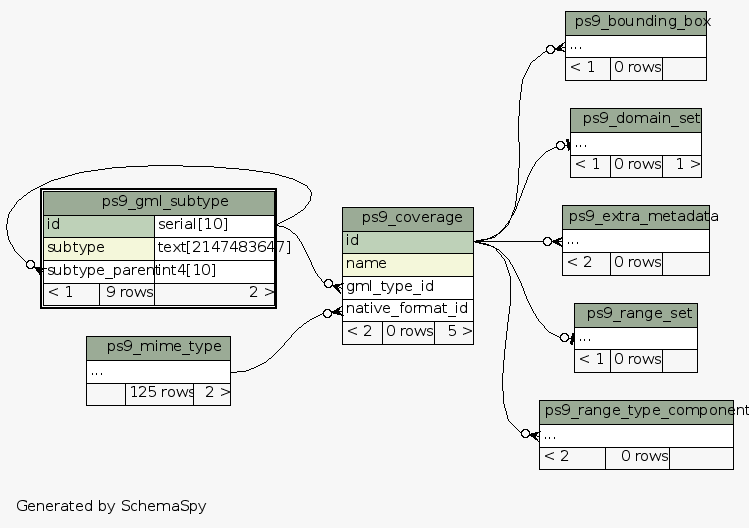 ps9_bounding_box
...
< 1 0 rows
ps9_domain_set
...
< 1 0 rows 1 >
ps9_gml_subtype
id serial[10]
subtype text[2147483647]
subtype_parent int4[10]
< 1 9 rows 2 >
ps9_coverage
id
name
gml_type_id
native_format_id
< 2 0 rows 5 >
ps9_extra_metadata
...
< 2 0 rows
ps9_range_set
...
< 1 0 rows
ps9_mime_type
...
125 rows 2 >
ps9_range_type_component
...
< 2 0 rows
Generated by SchemaSpy